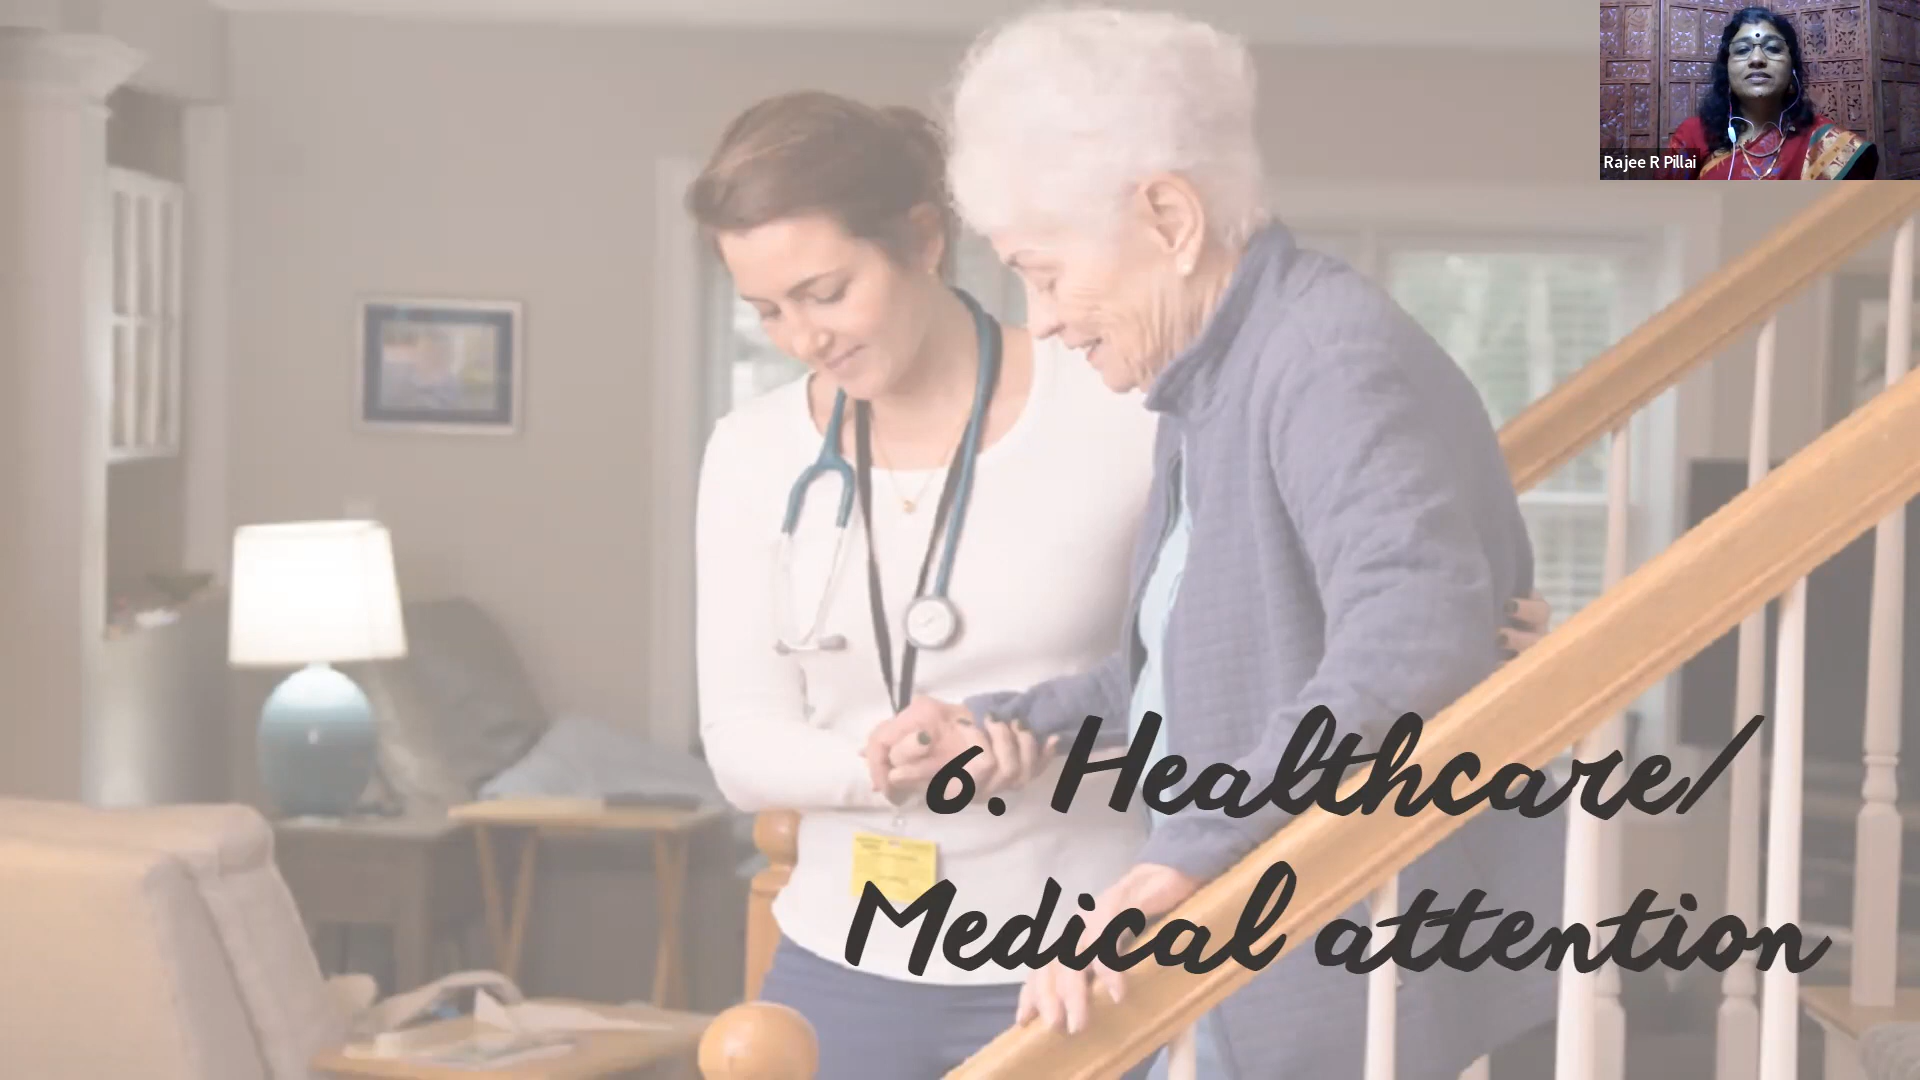 Rajee R Pillai
6. Healthcare/
Medical attention